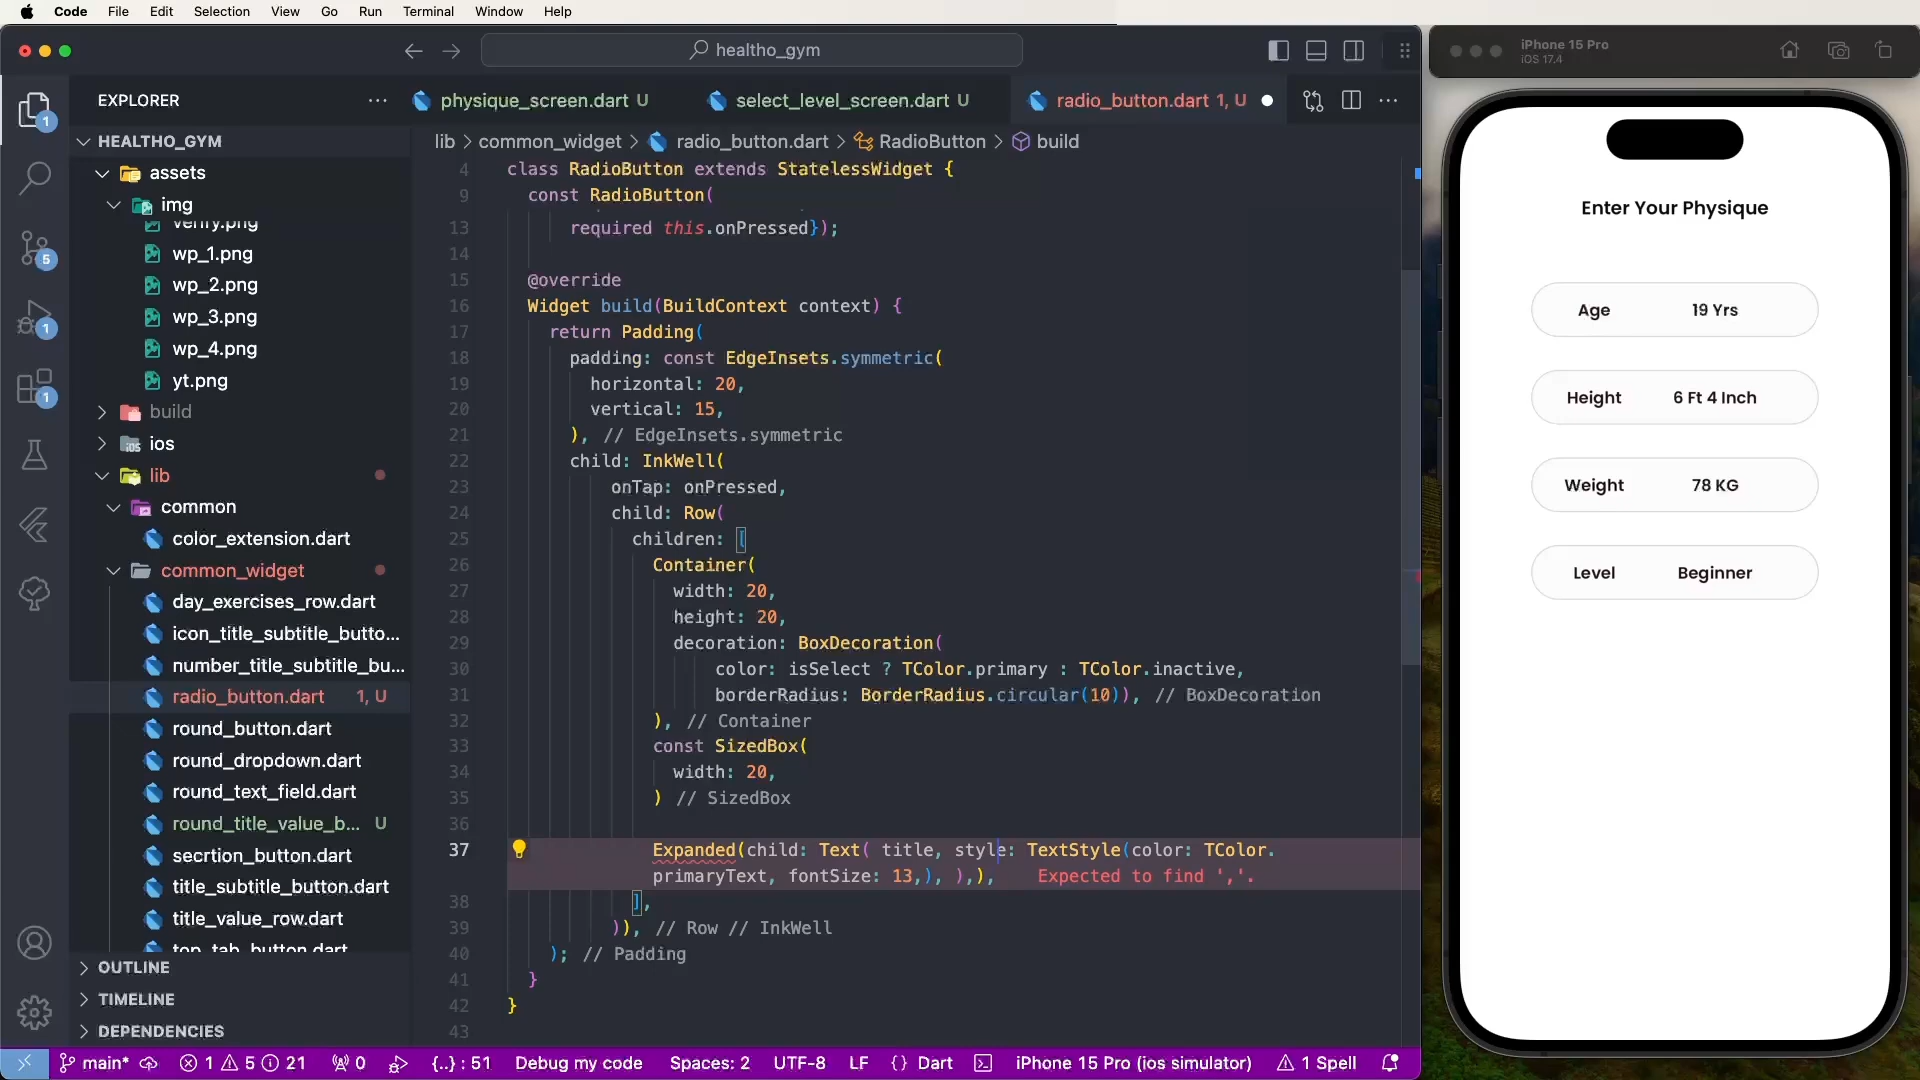 Code File Edit Selection View Go Run Terminal Window Help
healtho_gym
iPhone 15 Pro
iOS 17.4
EXPLORER
physique_screen.dart U
select_level_screen.dart U
radio_button.dart 1, U
HEALTHO_GYM
lib > common_widget > radio_button.dart > RadioButton > build
assets
img
verify.png
wp_1.png
wp_2.png
wp_3.png
wp_4.png
yt.png
build
ios
lib
common
color_extension.dart
common_widget
day_exercises_row.dart
icon_title_subtitle_butto...
number_title_subtitle_bu...
radio_button.dart 1, U
round_button.dart
round_dropdown.dart
round_text_field.dart
round_title_value_b... U
secrtion_button.dart
title_subtitle_button.dart
title_value_row.dart
top_tab_button.dart
OUTLINE
TIMELINE
DEPENDENCIES
1
5
1
1
4 class RadioButton extends StatelessWidget {
9 const RadioButton(
13 required this.onPressed});
14
15 @override
16 Widget build(BuildContext context) {
17 return Padding(
18 padding: const EdgeInsets.symmetric(
19 horizontal: 20,
20 vertical: 15,
21 ), // EdgeInsets.symmetric
22 child: InkWell(
23 onTap: onPressed,
24 child: Row(
25 children: [
26 Container(
27 width: 20,
28 height: 20,
29 decoration: BoxDecoration(
30 color: isSelect ? TColor.primary : TColor.inactive,
31 borderRadius: BorderRadius.circular(10)), // BoxDecoration
32 ), // Container
33 const SizedBox(
34 width: 20,
35 ) // SizedBox
36
37 Expanded(child: Text( title, style: TextStyle(color: TColor.
primaryText, fontSize: 13,), ),), Expected to find ','.
38 ],
39 )), // Row // InkWell
40 ); // Padding
41 }
42 }
43
Enter Your Physique
Age 19 Yrs
Height 6 Ft 4 Inch
Weight 78 KG
Level Beginner
main* 1 5 21 0 {..} : 51 Debug my code Spaces: 2 UTF-8 LF {} Dart iPhone 15 Pro (ios simulator) 1 Spell